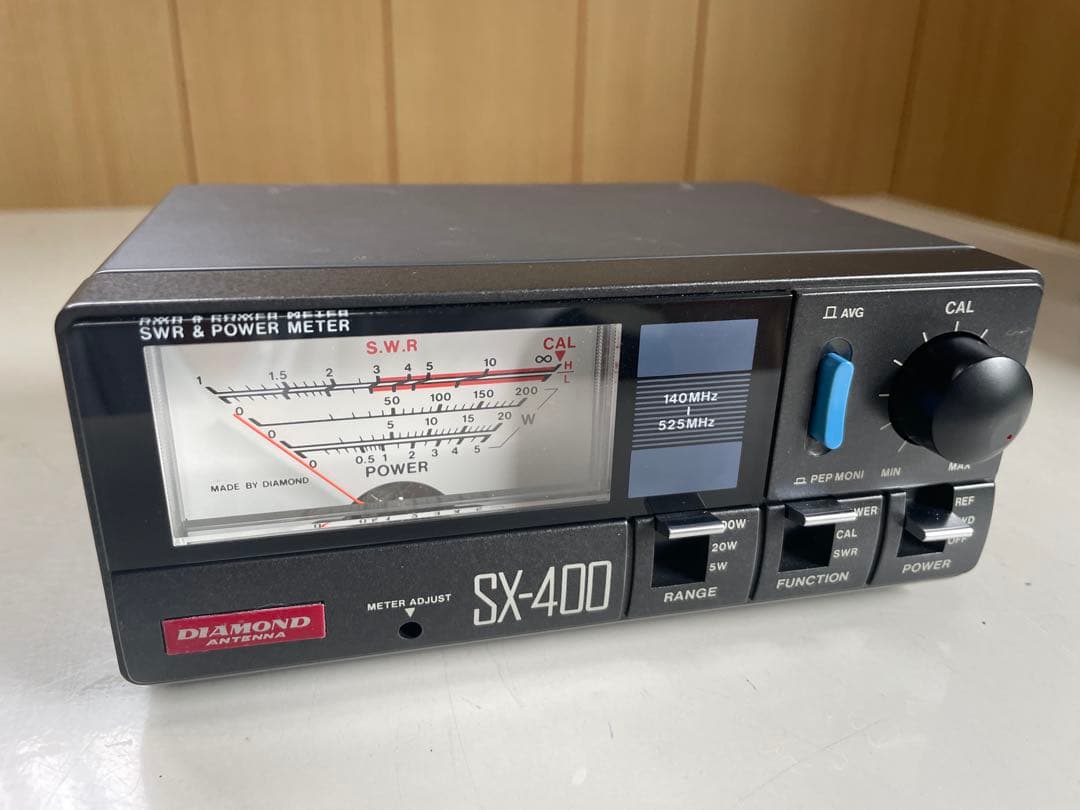 SWR & POWER METER
S.W.R
CAL
1 1.5 2 3 4 5 10 ∞
H
L
0 50 100 150 200
0 5 10 15 20
W
0 0.5 1 2 3 4 5
POWER
MADE BY DIAMOND
140MHz
525MHz
AVG
PEP MONI
CAL
MIN
MAX
20W
5W
RANGE
CAL
SWR
FUNCTION
REF
OFF
POWER
METER ADJUST
SX-400
DIAMOND
ANTENNA